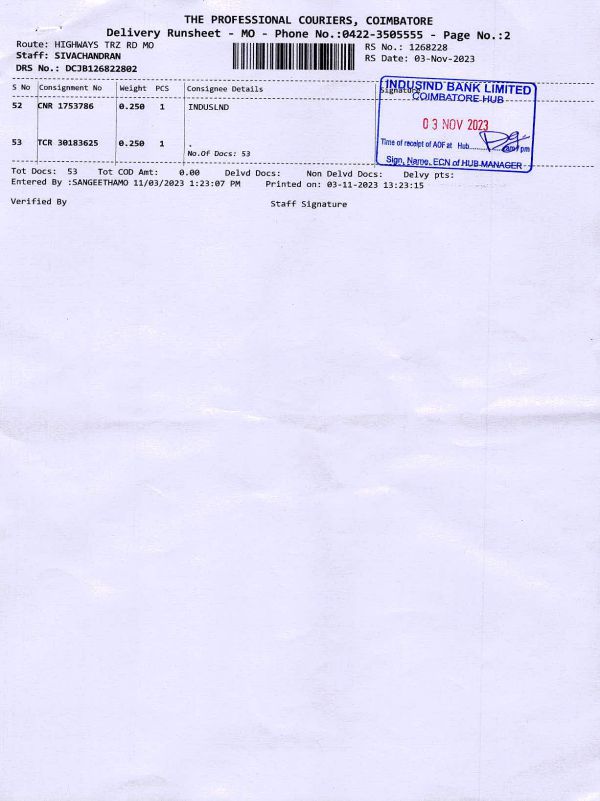 THE PROFESSIONAL COURIERS, COIMBATORE
Delivery Runsheet - MO - Phone No.:0422-3505555 - Page No.:2
Route: HIGHWAYS TRZ RD MO
RS No.: 1268228
Staff: SIVACHANDRAN
RS Date: 03-Nov-2023
DRS No.: DCJB126822802
S No Consignment No Weight PCS Consignee Details Signature
52 CNR 1753786 0.250 1 INDUSLND
53 TCR 30183625 0.250 1 .
No.Of Docs: 53
INDUSIND BANK LIMITED
COIMBATORE HUB
03 NOV 2023
Time of receipt of AOF at Hub.......... am/pm
Sign, Name, ECN of HUB MANAGER
Tot Docs: 53 Tot COD Amt: 0.00 Delvd Docs: Non Delvd Docs: Delvy pts:
Entered By :SANGEETHAMO 11/03/2023 1:23:07 PM Printed on: 03-11-2023 13:23:15
Verified By Staff Signature